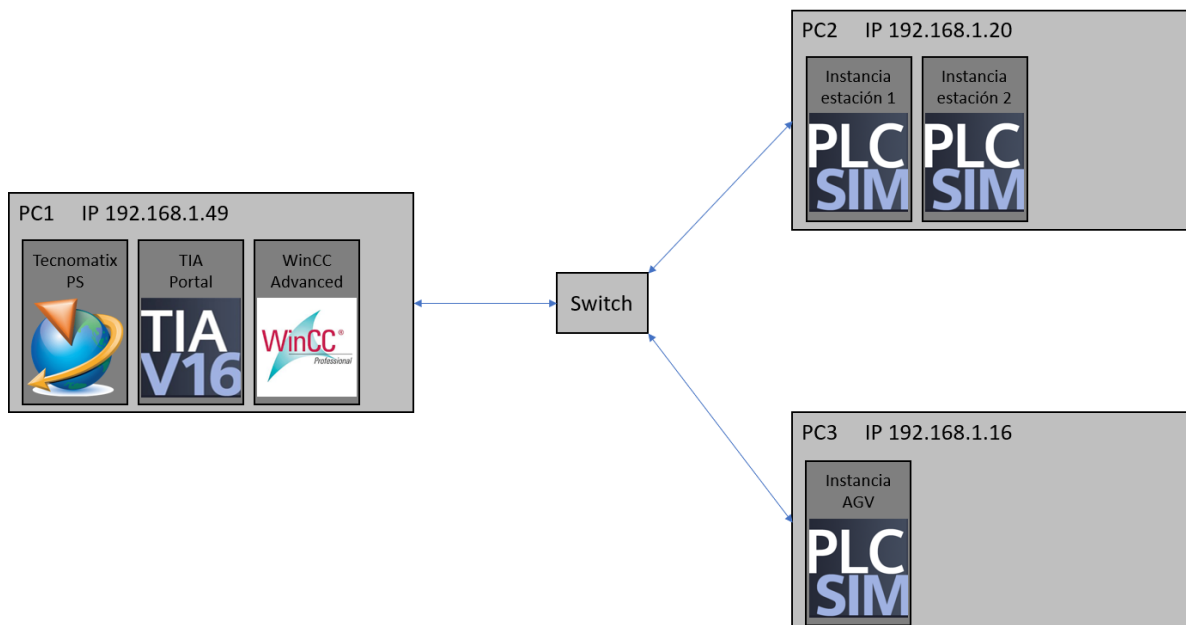 PC1 IP 192.168.1.49
Tecnomatix
PS
TIA
Portal
TIA
V16
WinCC
Advanced
WinCC®
Professional
Switch
PC2 IP 192.168.1.20
Instancia
estación 1
PLC
SIM
Instancia
estación 2
PLC
SIM
PC3 IP 192.168.1.16
Instancia
AGV
PLC
SIM